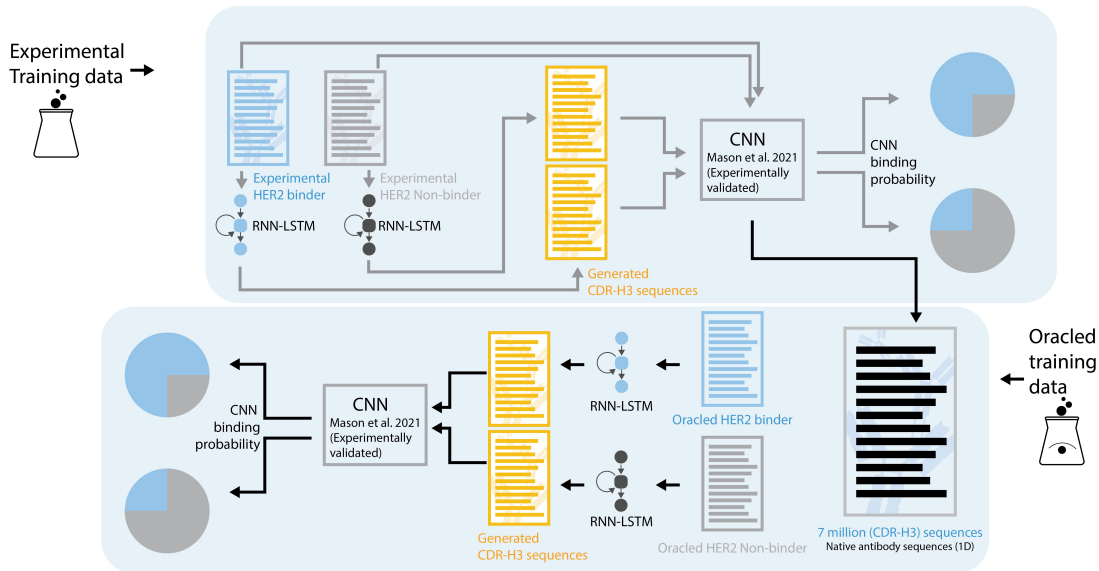 Experimental
Training data
Experimental
HER2 binder
Experimental
HER2 Non-binder
RNN-LSTM
RNN-LSTM
Generated
CDR-H3 sequences
CNN
Mason et al. 2021
(Experimentally
validated)
CNN
binding
probability
Oracled
training
data
7 million (CDR-H3) sequences
Native antibody sequences (1D)
Oracled HER2 binder
RNN-LSTM
Oracled HER2 Non-binder
RNN-LSTM
Generated
CDR-H3 sequences
CNN
Mason et al. 2021
(Experimentally
validated)
CNN
binding
probability